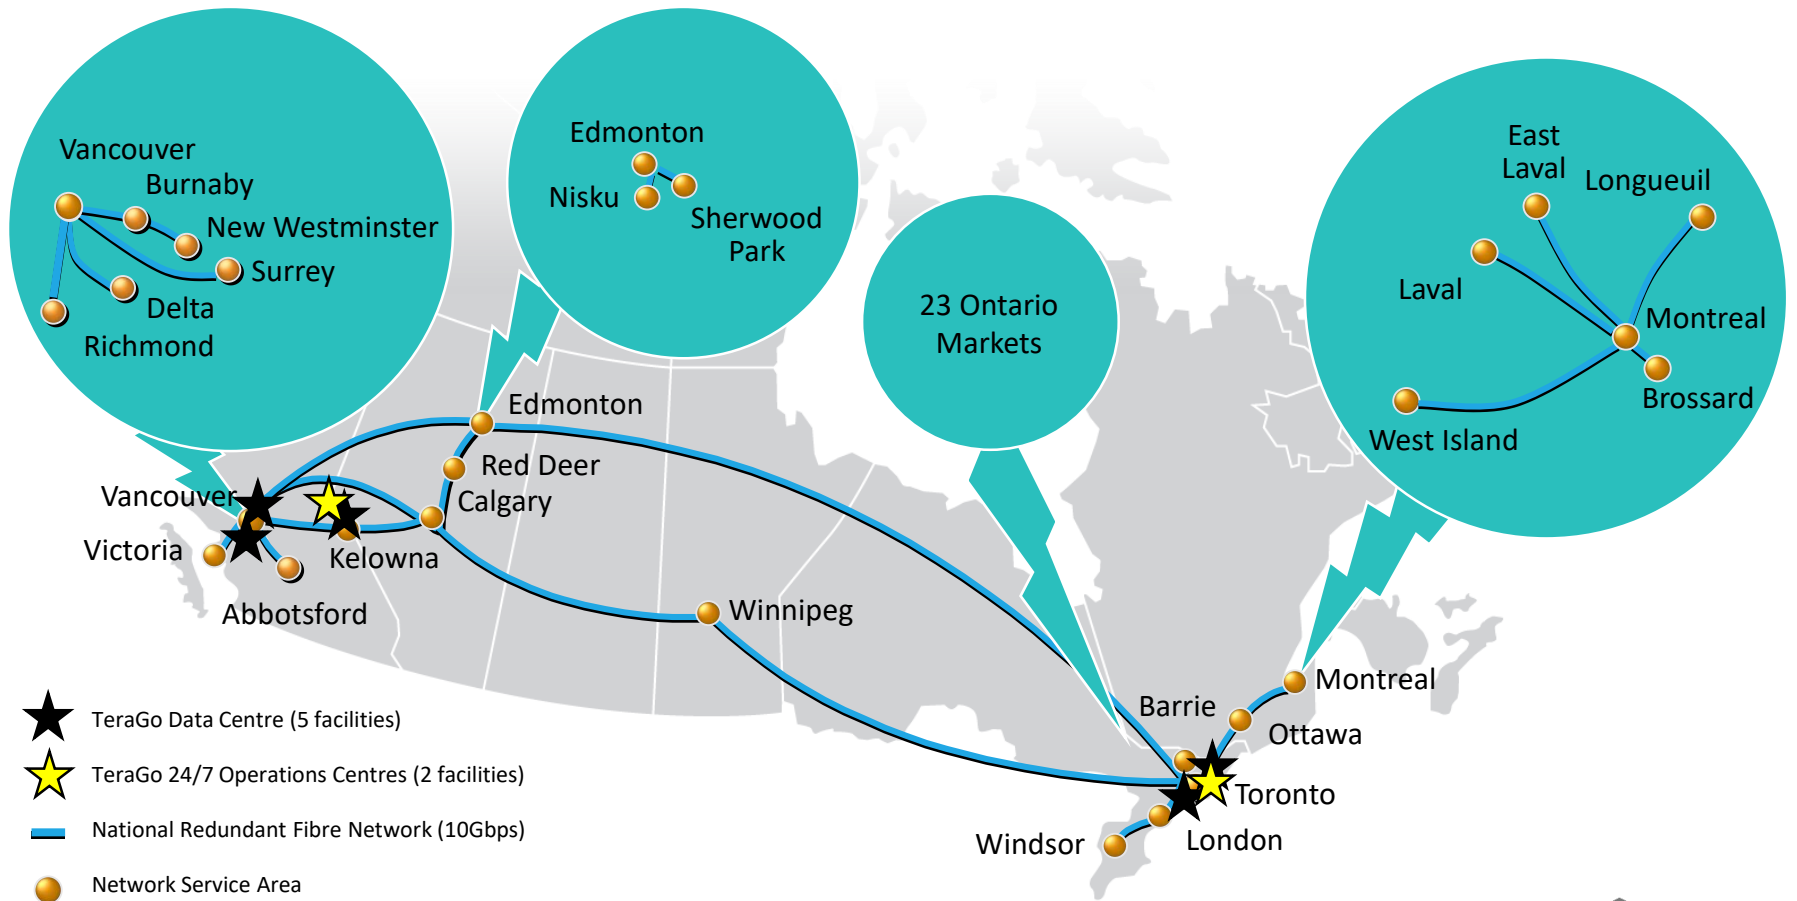 Vancouver
Burnaby
New Westminster
Surrey
Delta
Richmond
Edmonton
Nisku
Sherwood
Park
23 Ontario
Markets
East
Laval
Longueuil
Laval
Montreal
Brossard
West Island
Edmonton
Red Deer
Calgary
Vancouver
Victoria
Kelowna
Abbotsford
Winnipeg
Montreal
Barrie
Ottawa
Toronto
London
Windsor
TeraGo Data Centre (5 facilities)
TeraGo 24/7 Operations Centres (2 facilities)
National Redundant Fibre Network (10Gbps)
Network Service Area